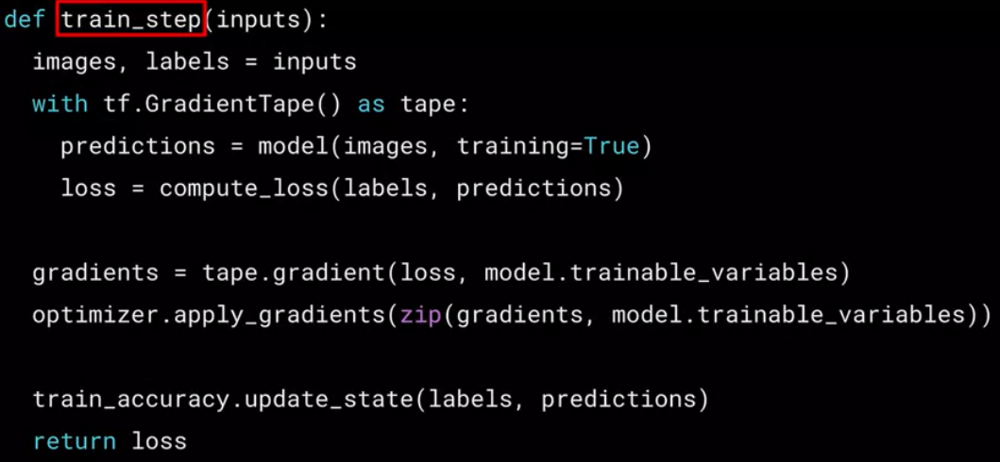 def train_step(inputs):
  images, labels = inputs
  with tf.GradientTape() as tape:
    predictions = model(images, training=True)
    loss = compute_loss(labels, predictions)

  gradients = tape.gradient(loss, model.trainable_variables)
  optimizer.apply_gradients(zip(gradients, model.trainable_variables))

  train_accuracy.update_state(labels, predictions)
  return loss